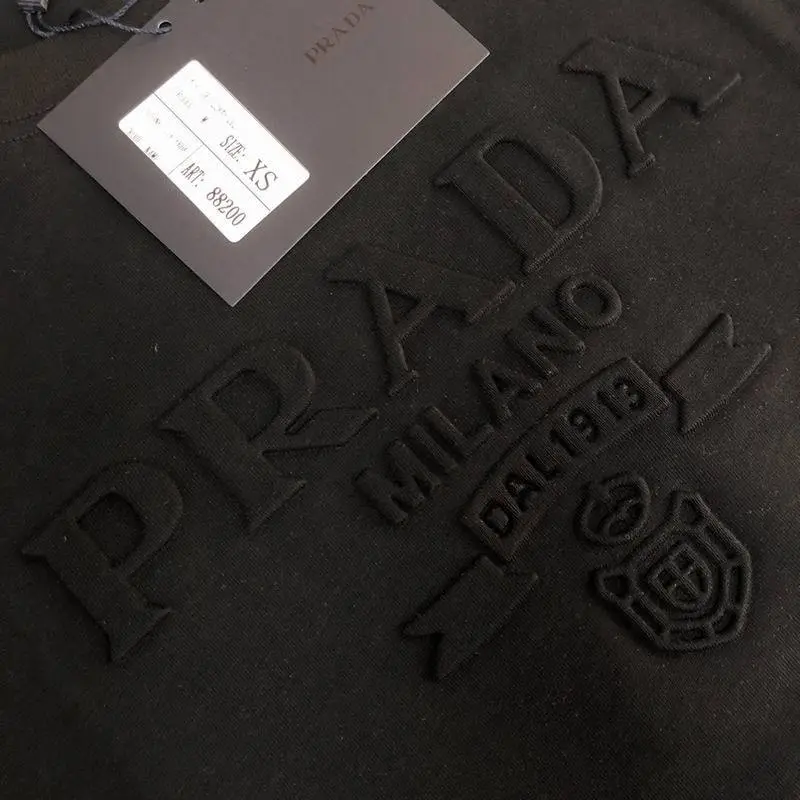 PRADA
SIZE: XS
ART: 88200
PRADA
MILANO
DAL 1913